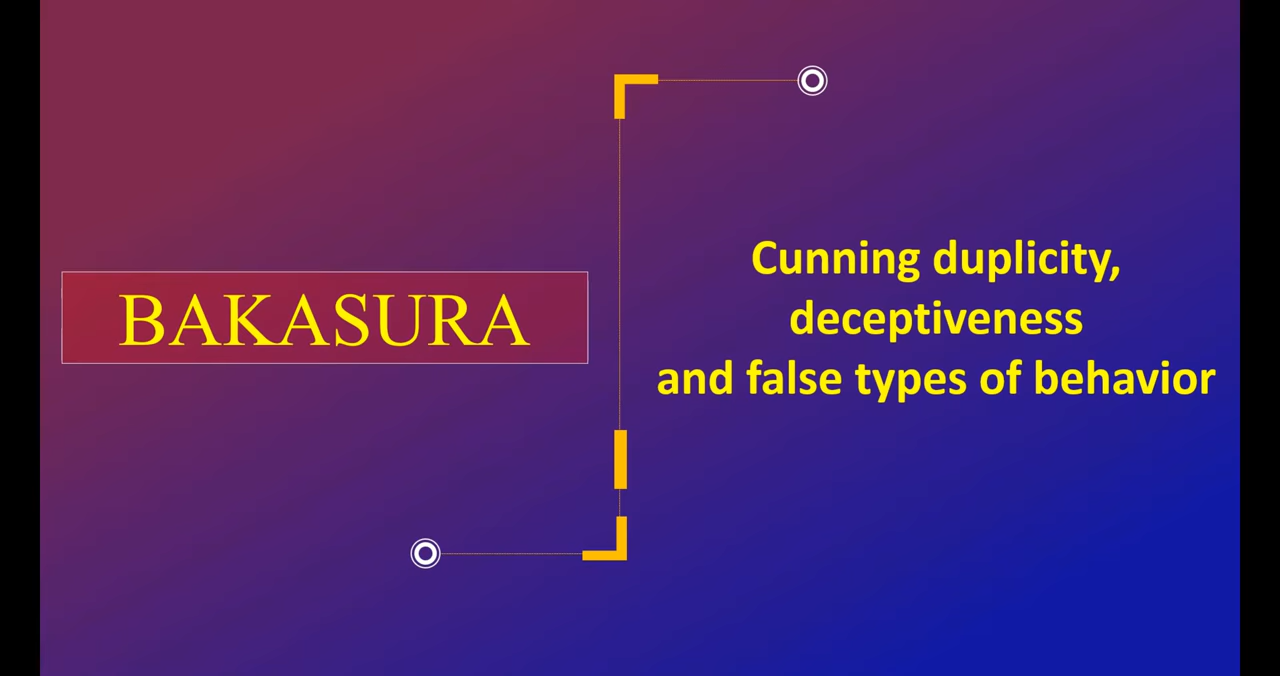 BAKASURA
Cunning duplicity,
deceptiveness
and false types of behavior